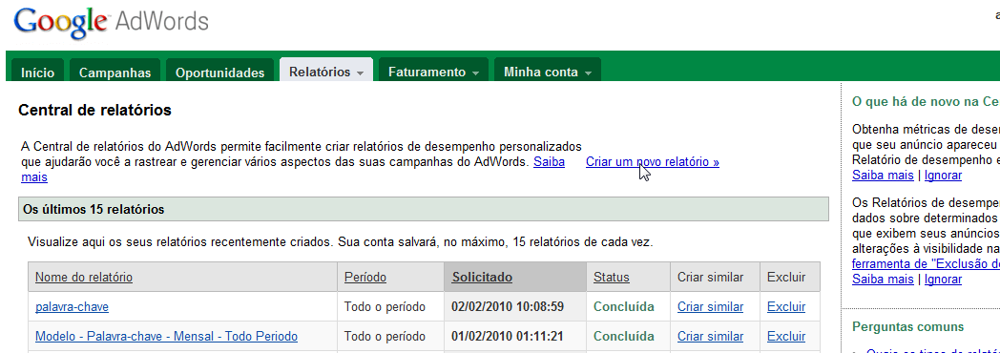 Google AdWords
Início Campanhas Oportunidades Relatórios Faturamento Minha conta
Central de relatórios
A Central de relatórios do AdWords permite facilmente criar relatórios de desempenho personalizados
que ajudarão você a rastrear e gerenciar vários aspectos das suas campanhas do AdWords. Saiba
mais
Criar um novo relatório »
Os últimos 15 relatórios
Visualize aqui os seus relatórios recentemente criados. Sua conta salvará, no máximo, 15 relatórios de cada vez.
Nome do relatório Período Solicitado Status Criar similar Excluir
palavra-chave Todo o período 02/02/2010 10:08:59 Concluída Criar similar Excluir
Modelo - Palavra-chave - Mensal - Todo Periodo Todo o período 01/02/2010 01:11:21 Concluída Criar similar Excluir
O que há de novo na Ce
Obtenha métricas de dese
que seu anúncio apareceu
Relatório de desempenho e
Saiba mais | Ignorar
Os Relatórios de desempe
dados sobre determinados
que exibem seus anúncios
alterações à visibilidade na
ferramenta de "Exclusão d
Saiba mais | Ignorar
Perguntas comuns